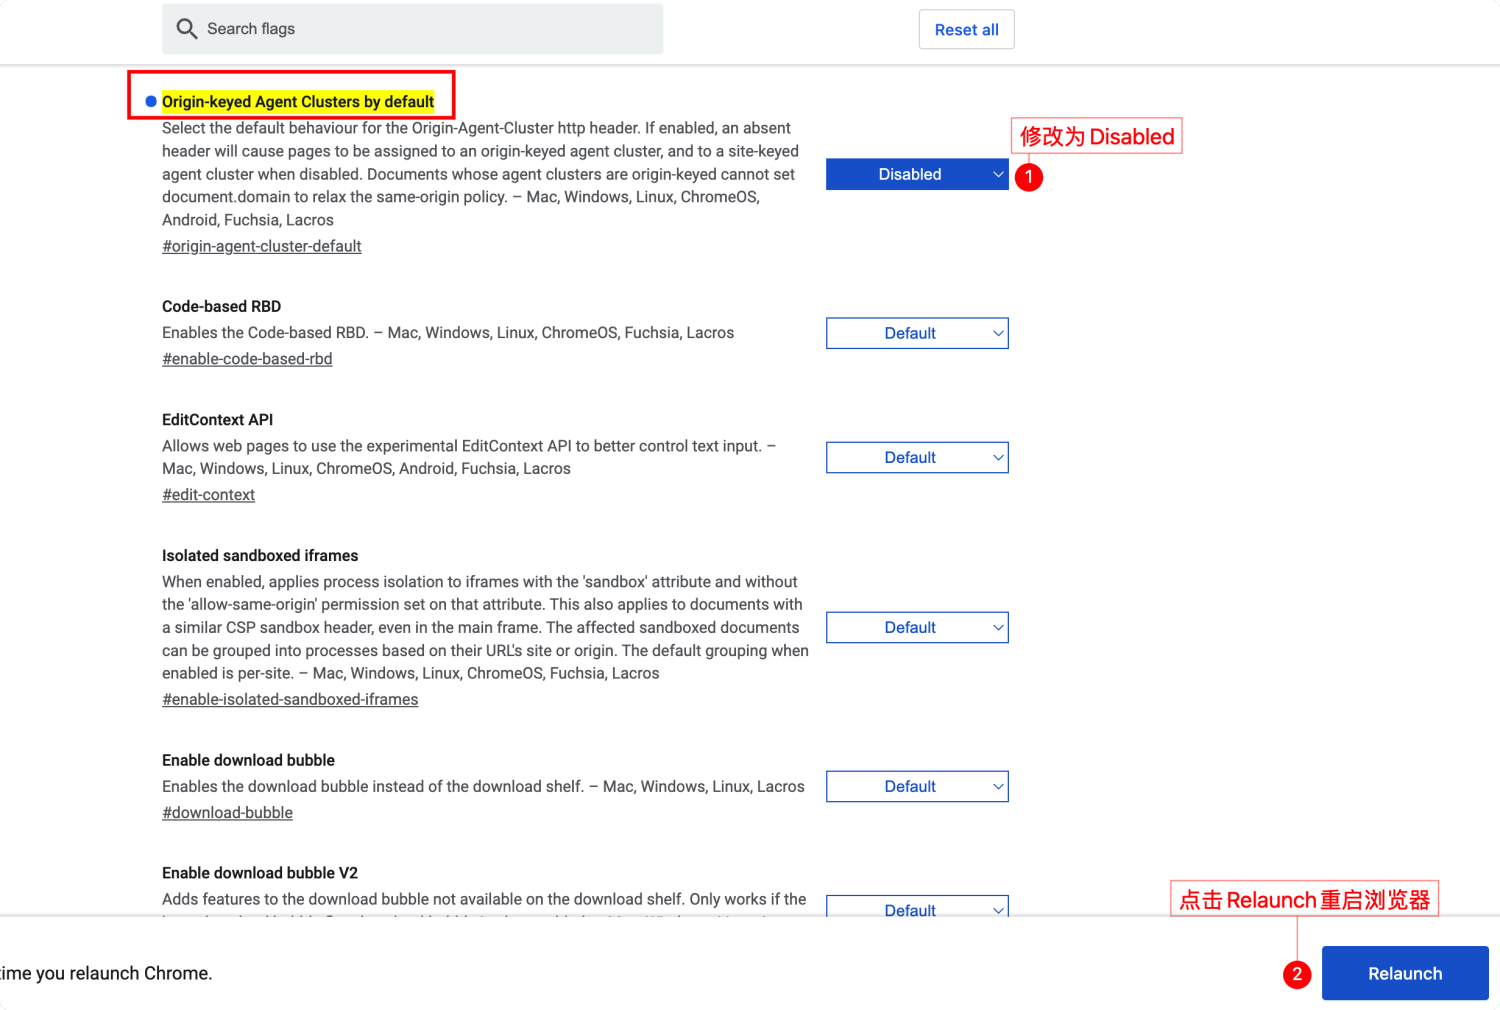 Search flags
Reset all
Origin-keyed Agent Clusters by default
Select the default behaviour for the Origin-Agent-Cluster http header. If enabled, an absent
header will cause pages to be assigned to an origin-keyed agent cluster, and to a site-keyed
agent cluster when disabled. Documents whose agent clusters are origin-keyed cannot set
document.domain to relax the same-origin policy. – Mac, Windows, Linux, ChromeOS,
Android, Fuchsia, Lacros
#origin-agent-cluster-default
修改为 Disabled
Disabled
1
Code-based RBD
Enables the Code-based RBD. – Mac, Windows, Linux, ChromeOS, Fuchsia, Lacros
#enable-code-based-rbd
Default
EditContext API
Allows web pages to use the experimental EditContext API to better control text input. –
Mac, Windows, Linux, ChromeOS, Android, Fuchsia, Lacros
#edit-context
Default
Isolated sandboxed iframes
When enabled, applies process isolation to iframes with the 'sandbox' attribute and without
the 'allow-same-origin' permission set on that attribute. This also applies to documents with
a similar CSP sandbox header, even in the main frame. The affected sandboxed documents
can be grouped into processes based on their URL's site or origin. The default grouping when
enabled is per-site. – Mac, Windows, Linux, ChromeOS, Fuchsia, Lacros
#enable-isolated-sandboxed-iframes
Default
Enable download bubble
Enables the download bubble instead of the download shelf. – Mac, Windows, Linux, Lacros
#download-bubble
Default
Enable download bubble V2
Adds features to the download bubble not available on the download shelf. Only works if the
Default
点击 Relaunch 重启浏览器
time you relaunch Chrome.
2
Relaunch